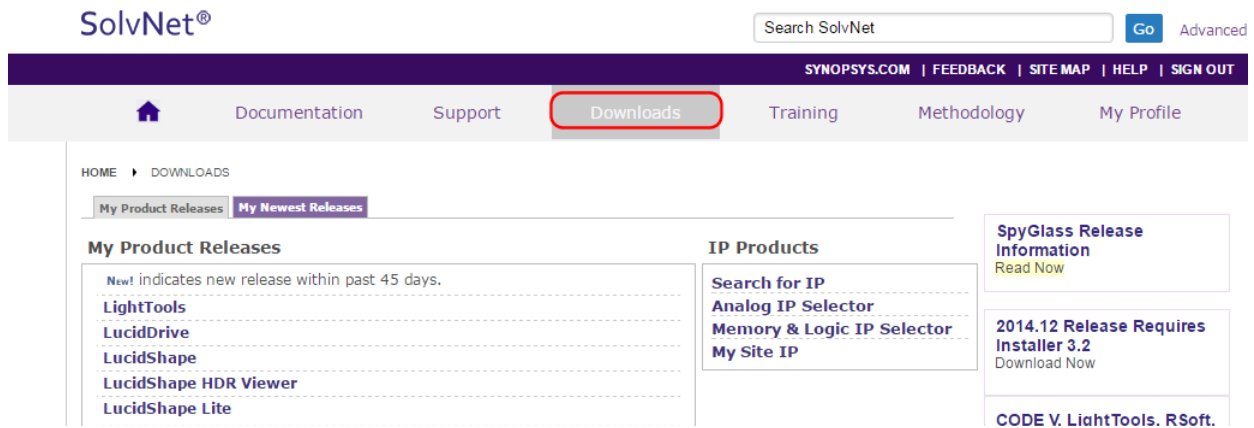 SolvNet®
Search SolvNet
Go
Advanced
SYNOPSYS.COM | FEEDBACK | SITE MAP | HELP | SIGN OUT
Documentation
Support
Downloads
Training
Methodology
My Profile
HOME
DOWNLOADS
My Product Releases
My Newest Releases
My Product Releases
New! indicates new release within past 45 days.
LightTools
LucidDrive
LucidShape
LucidShape HDR Viewer
LucidShape Lite
IP Products
Search for IP
Analog IP Selector
Memory & Logic IP Selector
My Site IP
SpyGlass Release
Information
Read Now
2014.12 Release Requires
Installer 3.2
Download Now
CODE V, LightTools, RSoft,